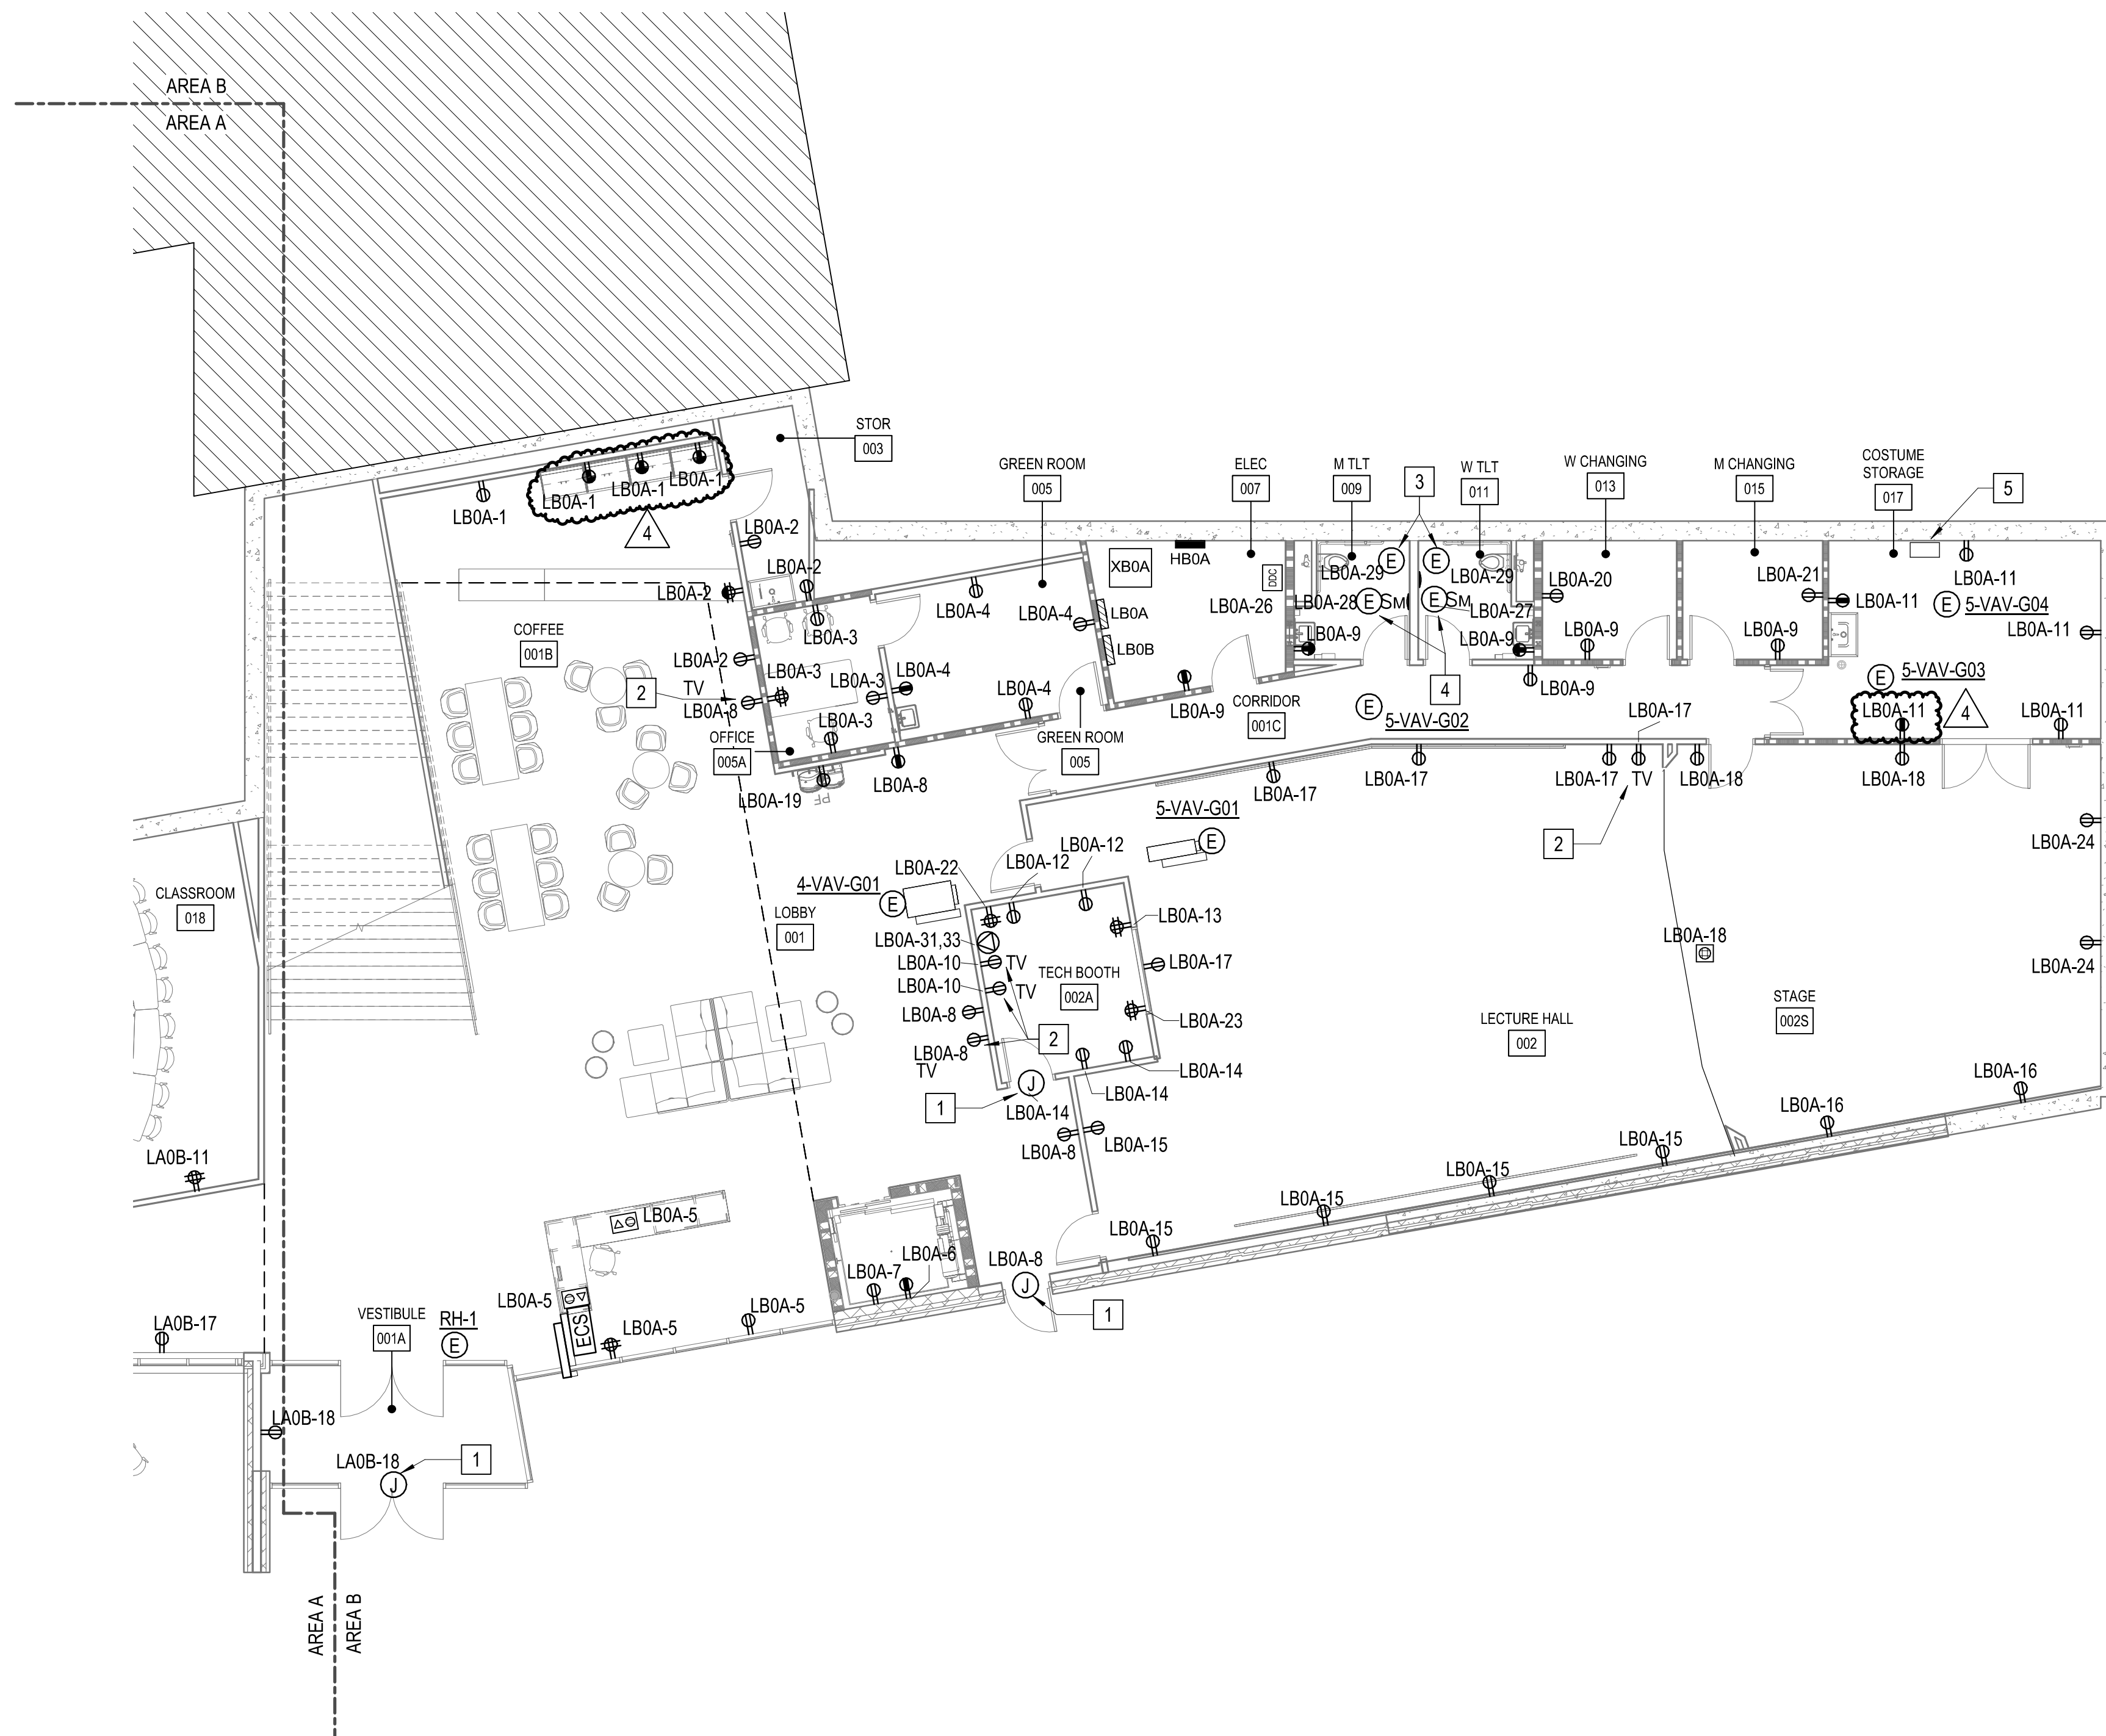 AREA B
AREA A
STOR
003
GREEN ROOM
005
ELEC
007
M TLT
009
3
W TLT
011
W CHANGING
013
M CHANGING
015
COSTUME
STORAGE
017
5
LB0A-1
LB0A-1
LB0A-1
LB0A-1
4
LB0A-2
LB0A-2
LB0A-2
LB0A-3
LB0A-4
LB0A-4
LB0A
LB0B
XB0A
HB0A
DDC
LB0A-26
LB0A-29
E
E
LB0A-29
LB0A-28
E
SM
E
SM
LB0A-27
LB0A-9
LB0A-9
LB0A-20
LB0A-9
LB0A-21
LB0A-9
LB0A-11
LB0A-11
E
5-VAV-G04
LB0A-11
COFFEE
001B
LB0A-2
TV
LB0A-8
2
LB0A-3
LB0A-3
LB0A-4
LB0A-3
LB0A-4
OFFICE
005A
LB0A-19
PF
LB0A-8
GREEN ROOM
005
LB0A-9
CORRIDOR
001C
E
5-VAV-G02
4
LB0A-9
LB0A-17
E
5-VAV-G03
LB0A-11
4
LB0A-11
LB0A-17
LB0A-17
LB0A-17
TV
LB0A-18
LB0A-18
2
5-VAV-G01
E
LB0A-24
CLASSROOM
018
4-VAV-G01
E
LB0A-22
LB0A-12
LB0A-12
LOBBY
001
LB0A-31,33
LB0A-10
TV
LB0A-10
TV
LB0A-13
LB0A-17
TECH BOOTH
002A
LB0A-8
LB0A-8
TV
2
LB0A-23
LB0A-14
LB0A-14
1
J
LB0A-14
LB0A-18
LB0A-24
STAGE
002S
LECTURE HALL
002
LB0A-16
LB0A-16
LB0A-8
LB0A-15
LB0A-15
LB0A-15
LB0A-15
LB0A-15
LA0B-11
LB0A-5
LB0A-7
LB0A-6
LB0A-8
J
1
LB0A-5
ECS
LB0A-5
LB0A-5
LA0B-17
VESTIBULE
001A
RH-1
E
LA0B-18
LA0B-18
J
1
AREA A
AREA B